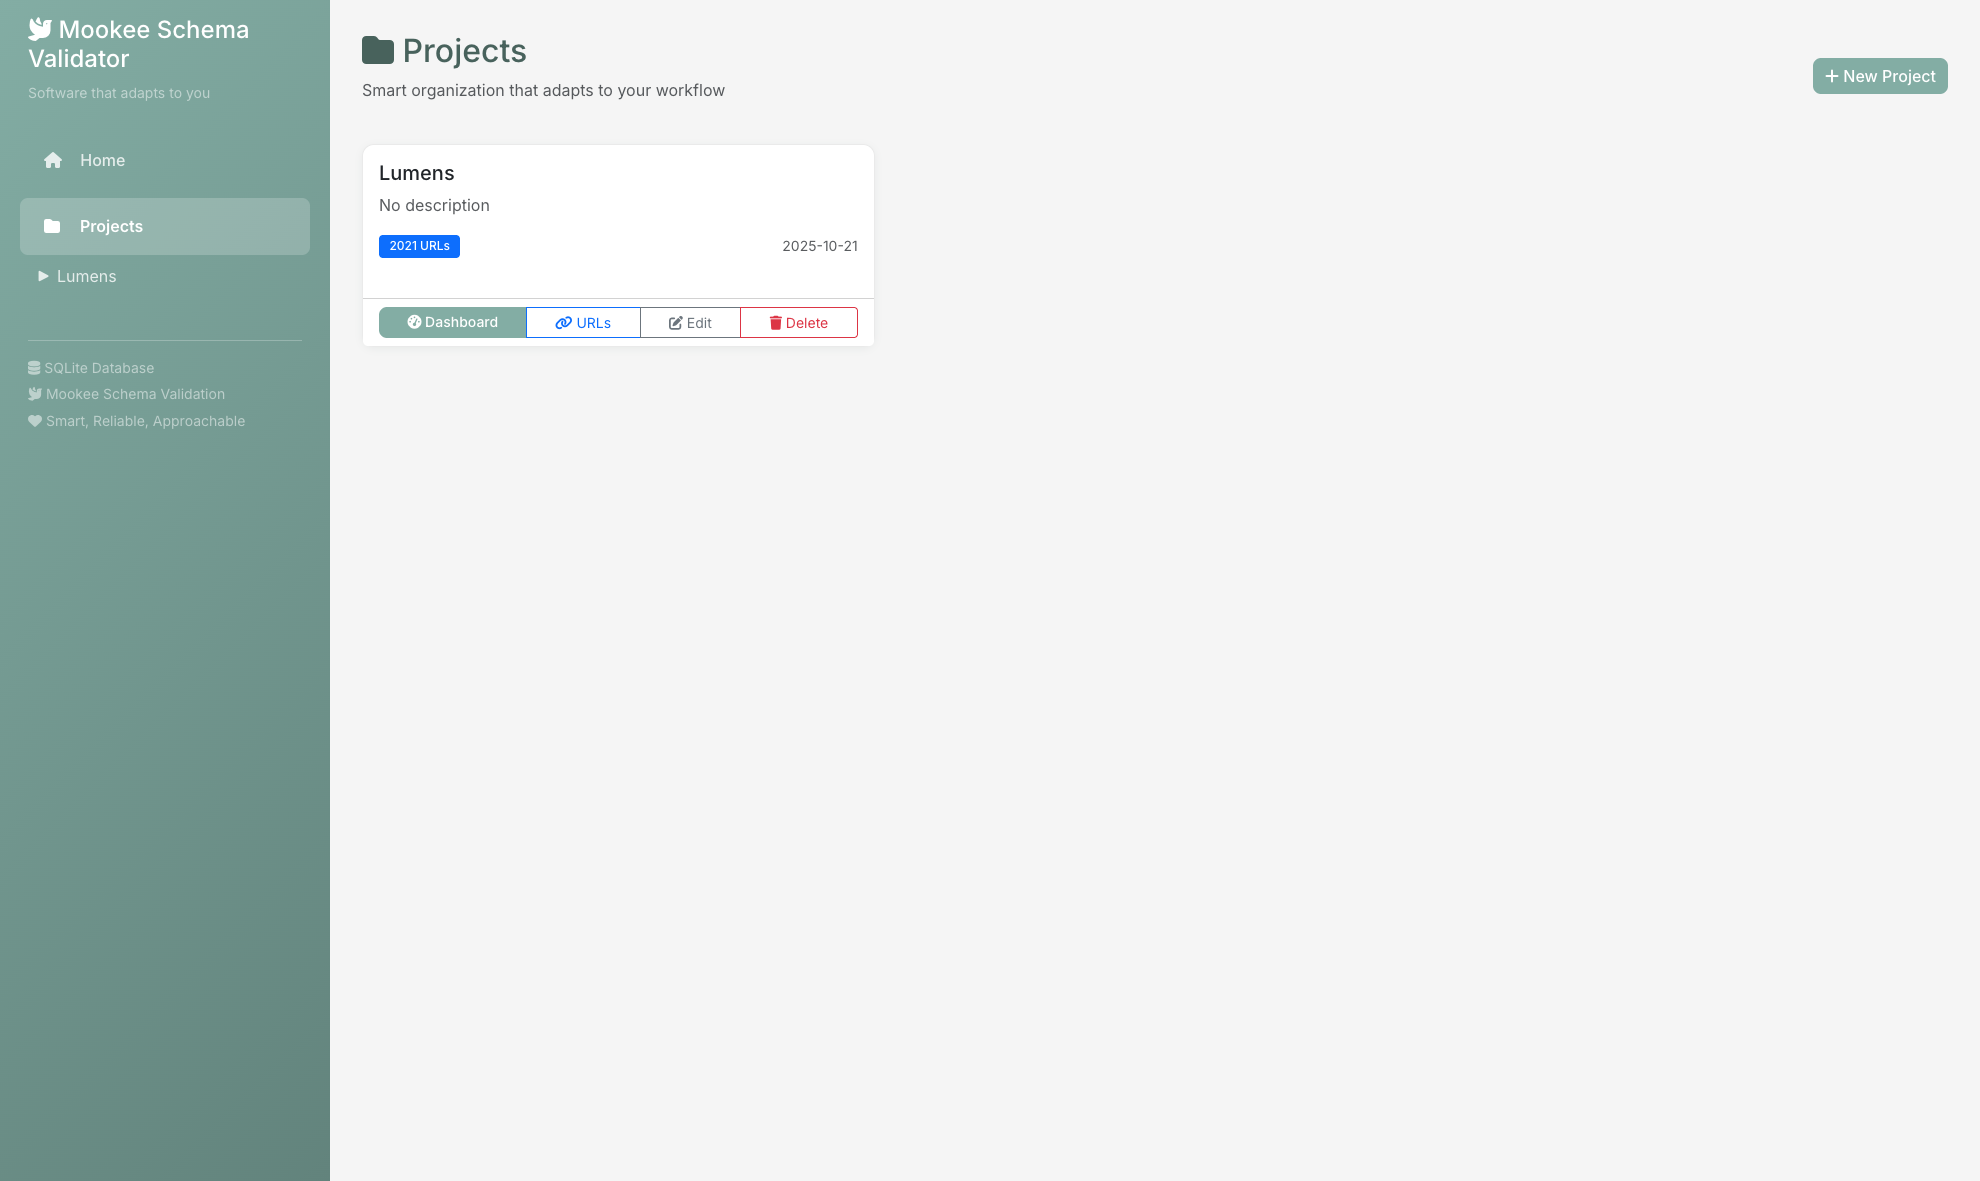 Mookee Schema
Validator
Software that adapts to you
Home
Projects
Lumens
SQLite Database
Mookee Schema Validation
Smart, Reliable, Approachable
Projects
Smart organization that adapts to your workflow
New Project
Lumens
No description
2021 URLs 2025-10-21
Dashboard URLs Edit Delete